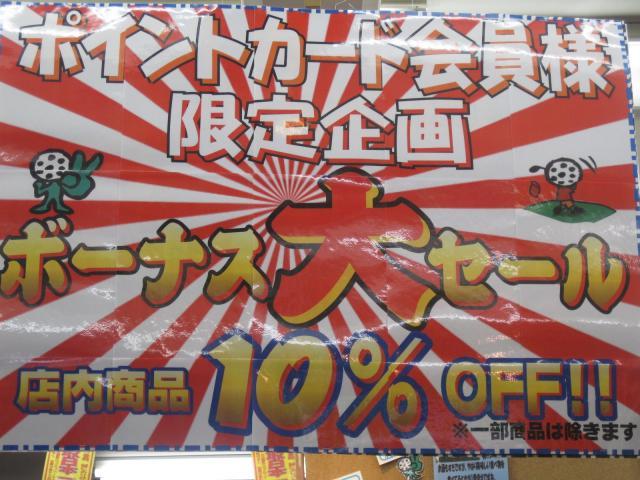 ポイントカード会員様
限定企画
ボーナス大セール
店内商品 10% OFF!!
※一部商品は除きます